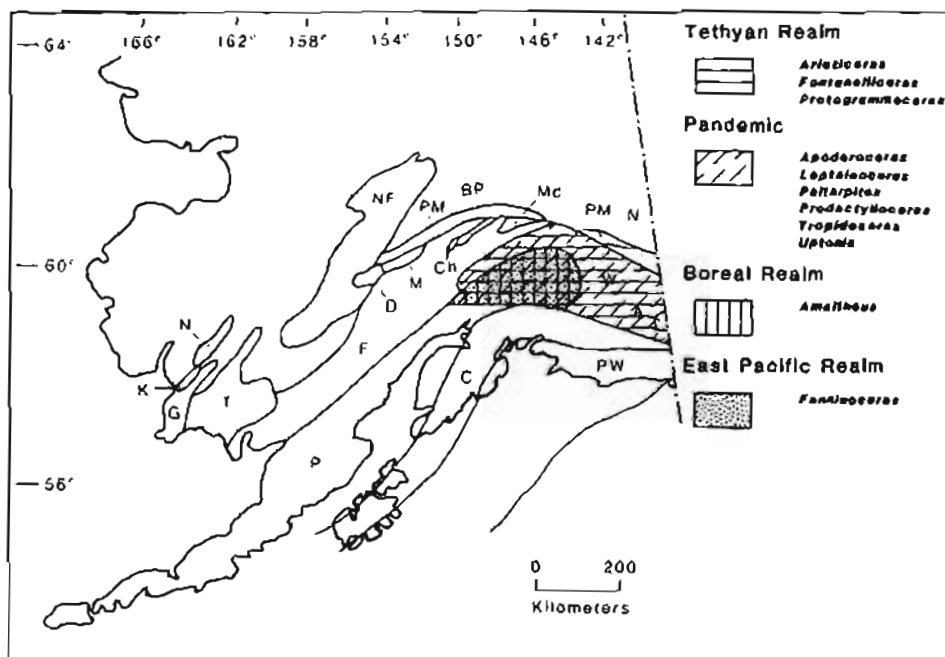 166° 162° 158° 154° 150° 146° 142°
64°
60°
56°
NF
BP
PM
Mc
PM
N
Ch
M
D
W
N
F
K
G
T
C
PW
P
0 200
Kilometers
Tethyan Realm
Arieticeras
Fontanelliceras
Protogrammoceras
Pandemic
Apoderoceras
Leptaleoceras
Paltarpites
Prodactylioceras
Tropidoceras
Uptonia
Boreal Realm
Amaltheus
East Pacific Realm
Fanninoceras